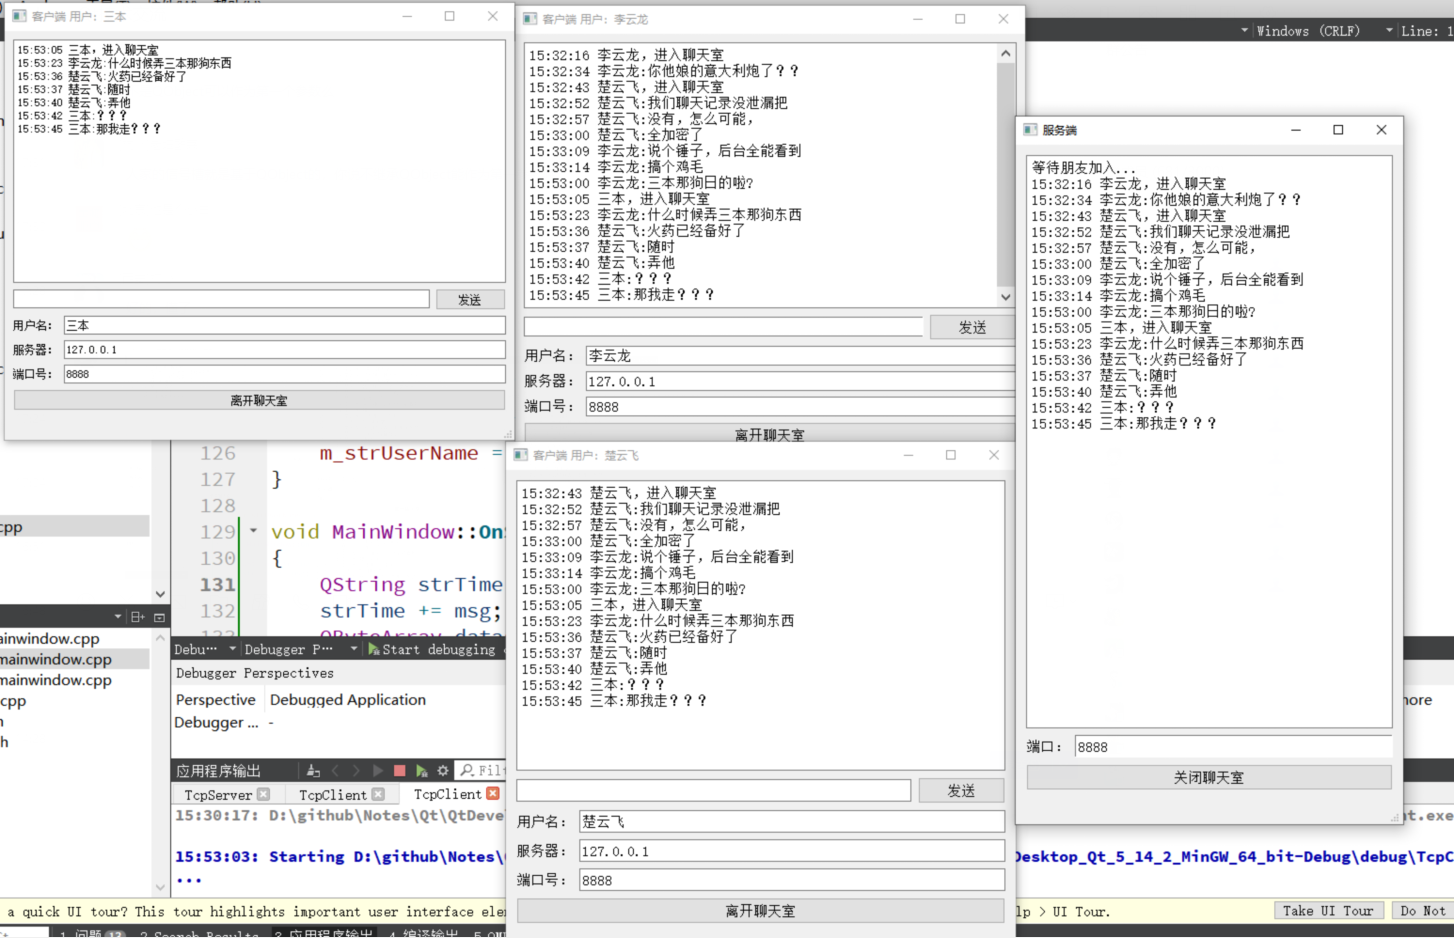 客户端 用户：三本
15:53:05 三本，进入聊天室
15:53:23 李云龙:什么时候弄三本那狗东西
15:53:36 楚云飞:火药已经备好了
15:53:37 楚云飞:随时
15:53:40 楚云飞:弄他
15:53:42 三本:？？？
15:53:45 三本:那我走？？？
发送
用户名： 三本
服务器： 127.0.0.1
端口号： 8888
离开聊天室
客户端 用户：李云龙
15:32:16 李云龙，进入聊天室
15:32:34 李云龙:你他娘的意大利炮了？？
15:32:43 楚云飞，进入聊天室
15:32:52 楚云飞:我们聊天记录没泄漏把
15:32:57 楚云飞:没有，怎么可能，
15:33:00 楚云飞:全加密了
15:33:09 李云龙:说个锤子，后台全能看到
15:33:14 李云龙:搞个鸡毛
15:53:00 李云龙:三本那狗日的啦?
15:53:05 三本，进入聊天室
15:53:23 李云龙:什么时候弄三本那狗东西
15:53:36 楚云飞:火药已经备好了
15:53:37 楚云飞:随时
15:53:40 楚云飞:弄他
15:53:42 三本:？？？
15:53:45 三本:那我走？？？
发送
用户名： 李云龙
服务器： 127.0.0.1
端口号： 8888
离开聊天室
Windows (CRLF) Line: 1
服务端
等待朋友加入...
15:32:16 李云龙，进入聊天室
15:32:34 李云龙:你他娘的意大利炮了？？
15:32:43 楚云飞，进入聊天室
15:32:52 楚云飞:我们聊天记录没泄漏把
15:32:57 楚云飞:没有，怎么可能，
15:33:00 楚云飞:全加密了
15:33:09 李云龙:说个锤子，后台全能看到
15:33:14 李云龙:搞个鸡毛
15:53:00 李云龙:三本那狗日的啦?
15:53:05 三本，进入聊天室
15:53:23 李云龙:什么时候弄三本那狗东西
15:53:36 楚云飞:火药已经备好了
15:53:37 楚云飞:随时
15:53:40 楚云飞:弄他
15:53:42 三本:？？？
15:53:45 三本:那我走？？？
端口： 8888
关闭聊天室
客户端 用户：楚云飞
15:32:43 楚云飞，进入聊天室
15:32:52 楚云飞:我们聊天记录没泄漏把
15:32:57 楚云飞:没有，怎么可能，
15:33:00 楚云飞:全加密了
15:33:09 李云龙:说个锤子，后台全能看到
15:33:14 李云龙:搞个鸡毛
15:53:00 李云龙:三本那狗日的啦?
15:53:05 三本，进入聊天室
15:53:23 李云龙:什么时候弄三本那狗东西
15:53:36 楚云飞:火药已经备好了
15:53:37 楚云飞:随时
15:53:40 楚云飞:弄他
15:53:42 三本:？？？
15:53:45 三本:那我走？？？
发送
用户名： 楚云飞
服务器： 127.0.0.1
端口号： 8888
离开聊天室
126 m_strUserName =
127 }
128
129 void MainWindow::OnS
130 {
131 QString strTime
132 strTime += msg;
133 QByteArray data
cpp
ainwindow.cpp
mainwindow.cpp
mainwindow.cpp
cpp
h
Debu… Debugger P… Start debugging
Debugger Perspectives
Perspective Debugged Application
Debugger ... -
应用程序输出 Filt
TcpServer TcpClient TcpClient
15:30:17: D:\github\Notes\Qt\QtDeve
nt.exe
15:53:03: Starting D:\github\Notes\
Desktop_Qt_5_14_2_MinGW_64_bit-Debug\debug\TcpC
...
a quick UI tour? This tour highlights important user interface ele
lp > UI Tour.
Take UI Tour
Do Not
1 问题 13 2 Search Results 3 应用程序输出 4 编译输出